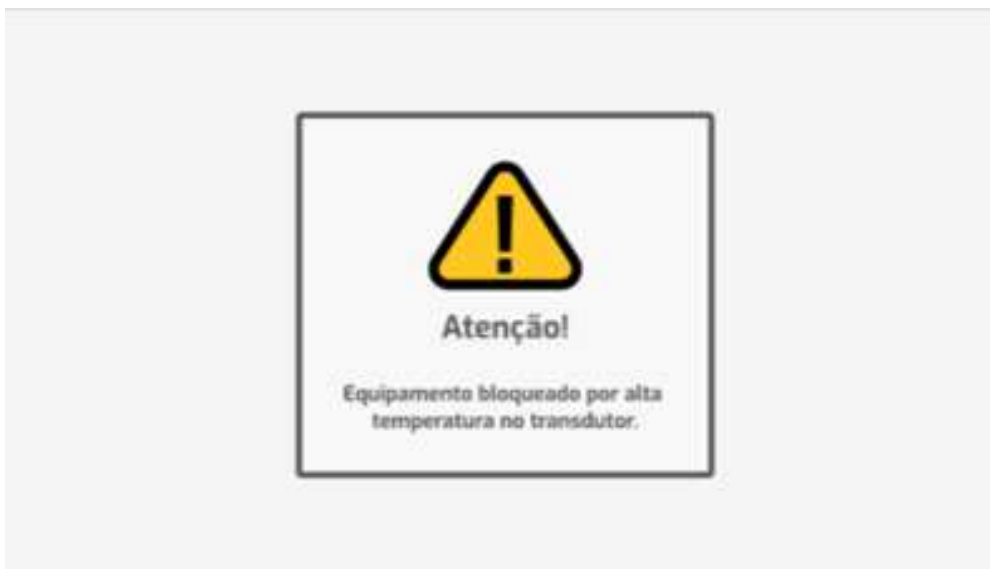 Atenção!
Equipamento bloqueado por alta
temperatura no transdutor.